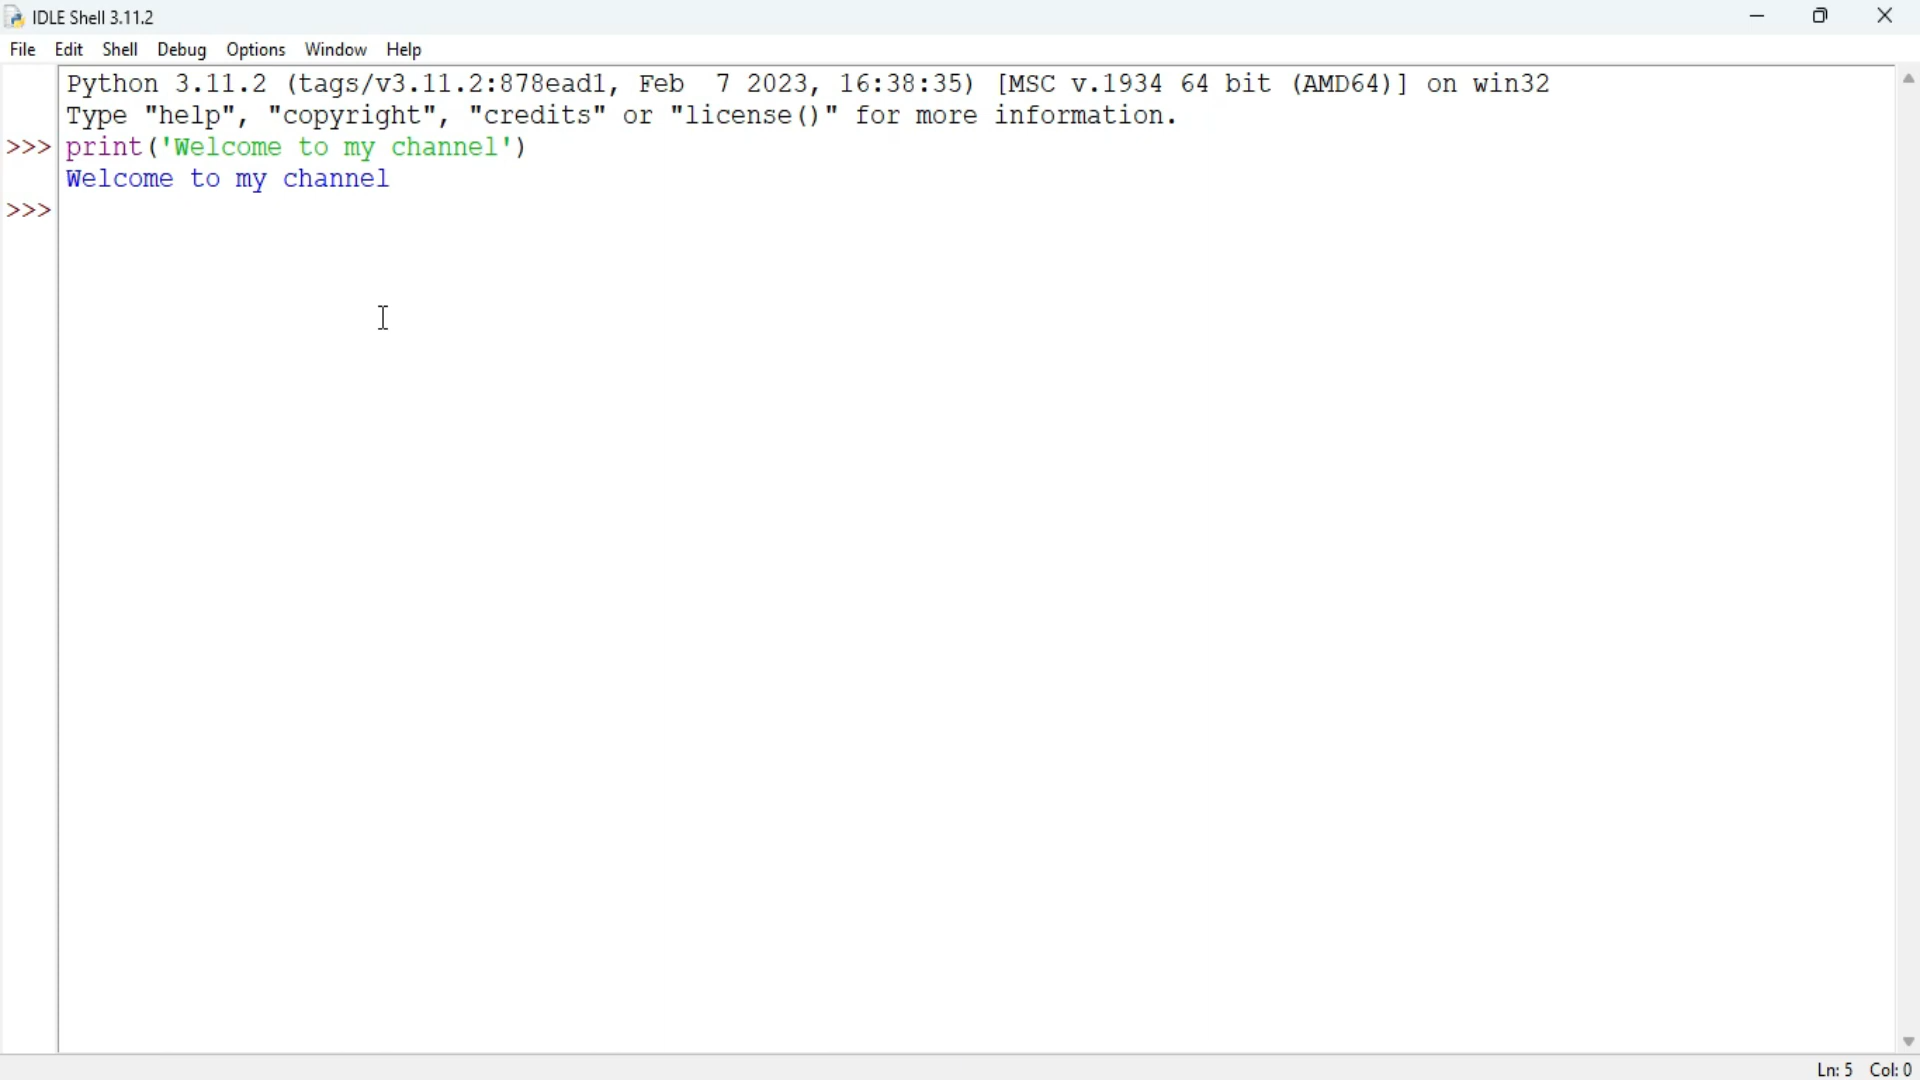 IDLE Shell 3.11.2
File Edit Shell Debug Options Window Help
Python 3.11.2 (tags/v3.11.2:878ead1, Feb  7 2023, 16:38:35) [MSC v.1934 64 bit (AMD64)] on win32
Type "help", "copyright", "credits" or "license()" for more information.
>>> print('Welcome to my channel')
Welcome to my channel
>>>
Ln: 5 Col: 0